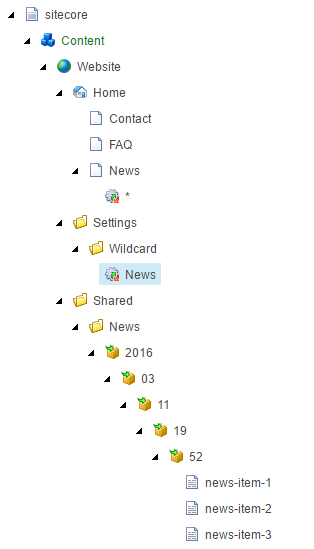 sitecore
Content
Website
Home
Contact
FAQ
News
*
Settings
Wildcard
News
Shared
News
2016
03
11
19
52
news-item-1
news-item-2
news-item-3